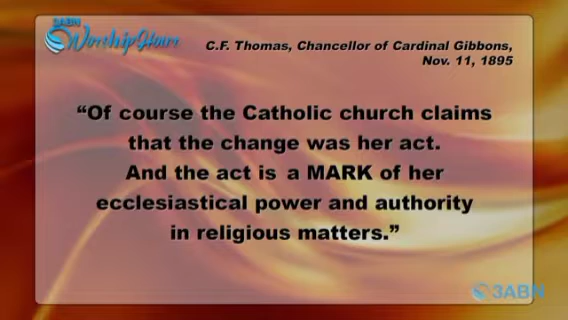 3ABN
Worship Hour
C.F. Thomas, Chancellor of Cardinal Gibbons,
Nov. 11, 1895
“Of course the Catholic church claims
that the change was her act.
And the act is a MARK of her
ecclesiastical power and authority
in religious matters.”
3ABN